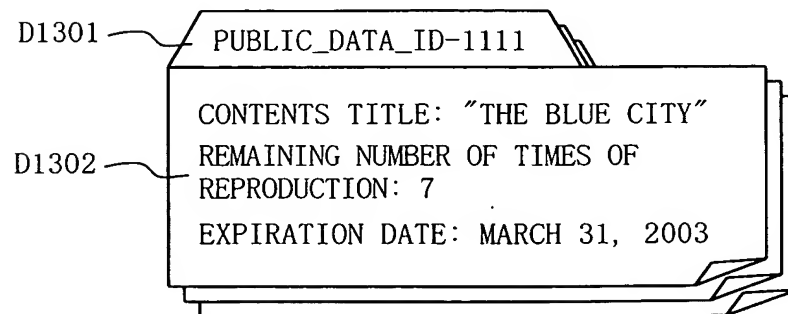 D1301
PUBLIC_DATA_ID-1111
CONTENTS TITLE: "THE BLUE CITY"
D1302
REMAINING NUMBER OF TIMES OF
REPRODUCTION: 7
EXPIRATION DATE: MARCH 31, 2003